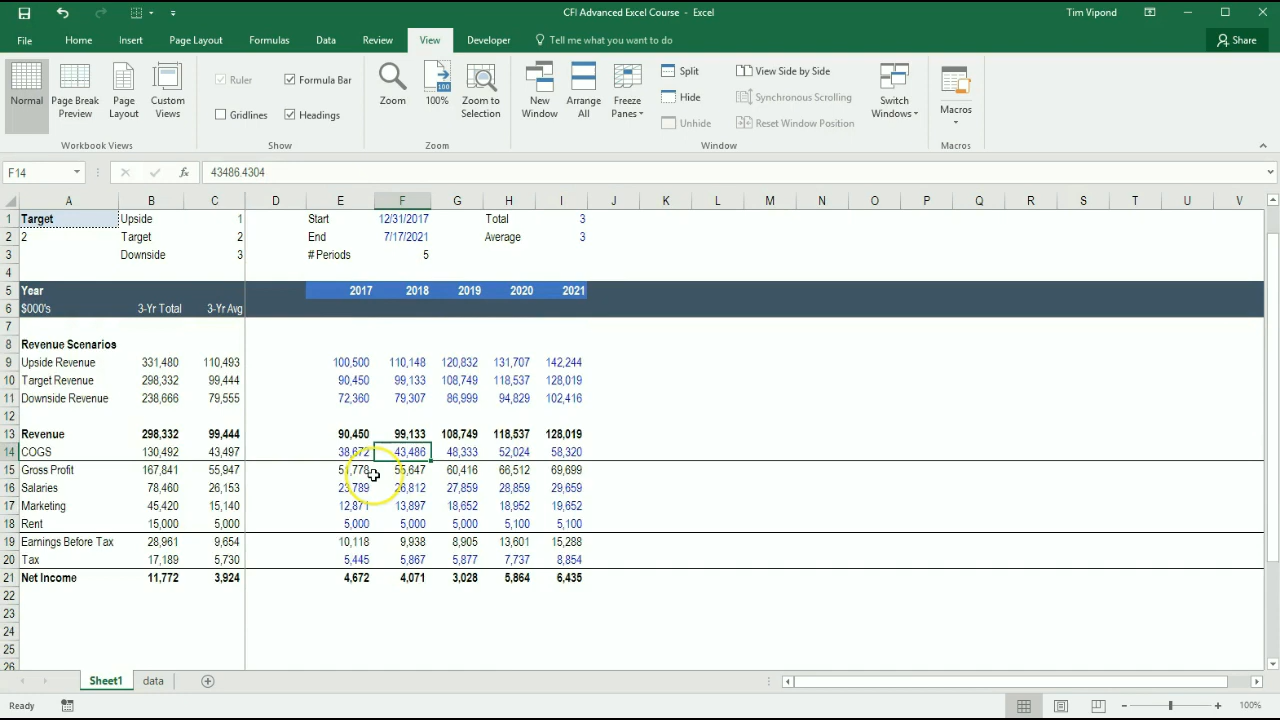 CFI Advanced Excel Course - Excel
Tim Vipond
File Home Insert Page Layout Formulas Data Review View Developer Tell me what you want to do Share
Normal
Page Break Preview
Page Layout
Custom Views
Workbook Views
Ruler Formula Bar
Gridlines Headings
Show
Zoom
100%
Zoom to Selection
Zoom
New Window
Arrange All
Freeze Panes
Split
Hide
Unhide
View Side by Side
Synchronous Scrolling
Reset Window Position
Switch Windows
Window
Macros
Macros
F14 fx 43486.4304
A B C D E F G H I J K L M N O P Q R S T U V
1 Target Upside 1 Start 12/31/2017 Total 3
2 2 Target 2 End 7/17/2021 Average 3
3 Downside 3 # Periods 5
4
5 Year 2017 2018 2019 2020 2021
6 $000's 3-Yr Total 3-Yr Avg
7
8 Revenue Scenarios
9 Upside Revenue 331,480 110,493 100,500 110,148 120,832 131,707 142,244
10 Target Revenue 298,332 99,444 90,450 99,133 108,749 118,537 128,019
11 Downside Revenue 238,666 79,555 72,360 79,307 86,999 94,829 102,416
12
13 Revenue 298,332 99,444 90,450 99,133 108,749 118,537 128,019
14 COGS 130,492 43,497 38,672 43,486 48,333 52,024 58,320
15 Gross Profit 167,841 55,947 51,778 55,647 60,416 66,512 69,699
16 Salaries 78,460 26,153 23,789 26,812 27,859 28,859 29,659
17 Marketing 45,420 15,140 12,871 13,897 18,652 18,952 19,652
18 Rent 15,000 5,000 5,000 5,000 5,000 5,100 5,100
19 Earnings Before Tax 28,961 9,654 10,118 9,938 8,905 13,601 15,288
20 Tax 17,189 5,730 5,445 5,867 5,877 7,737 8,854
21 Net Income 11,772 3,924 4,672 4,071 3,028 5,864 6,435
22
23
24
25
26
Sheet1 data
Ready 100%